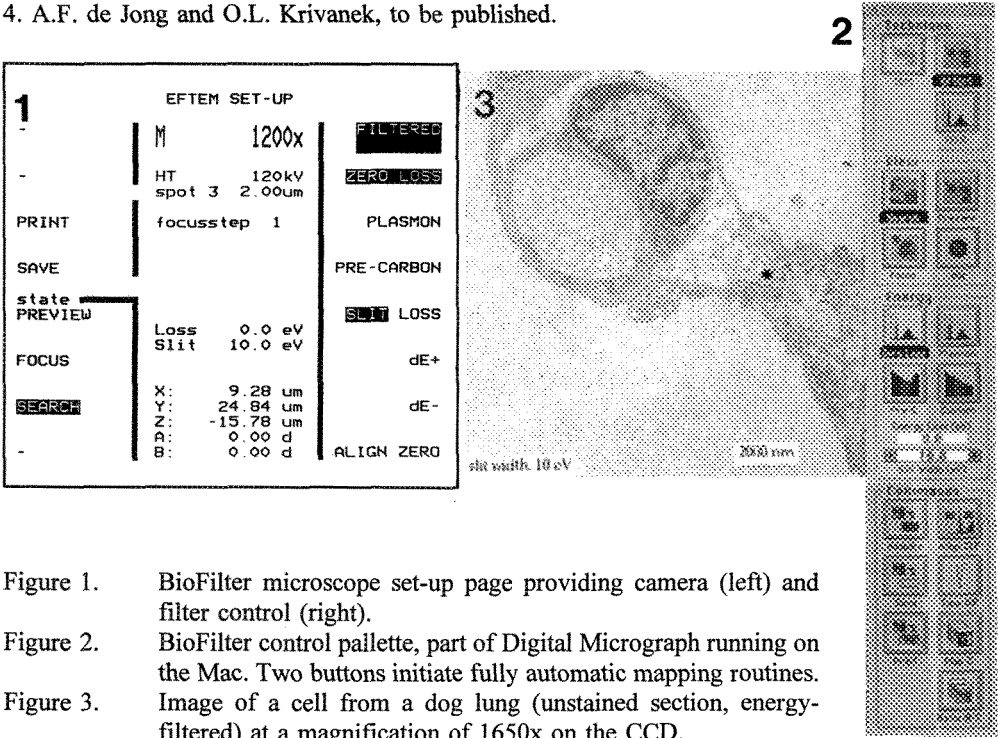 4. A.F. de Jong and O.L. Krivanek, to be published.
1
EFTEM SET-UP
-
M 1200x
FILTERED
-
HT 120kV
spot 3 2.00um
ZERO LOSS
PRINT
focusstep 1
PLASMON
SAVE
PRE-CARBON
state
PREVIEW
SLIT LOSS
Loss 0.0 eV
Slit 10.0 eV
FOCUS
dE+
SEARCH
X: 9.28 um
Y: 24.84 um
Z: -15.78 um
A: 0.00 d
B: 0.00 d
dE-
-
ALIGN ZERO
3
slit width: 10 eV
2000 nm
2
Filter
Energy
Figure 1. BioFilter microscope set-up page providing camera (left) and
filter control (right).
Figure 2. BioFilter control pallette, part of Digital Micrograph running on
the Mac. Two buttons initiate fully automatic mapping routines.
Figure 3. Image of a cell from a dog lung (unstained section, energy-
filtered) at a magnification of 1650x on the CCD.